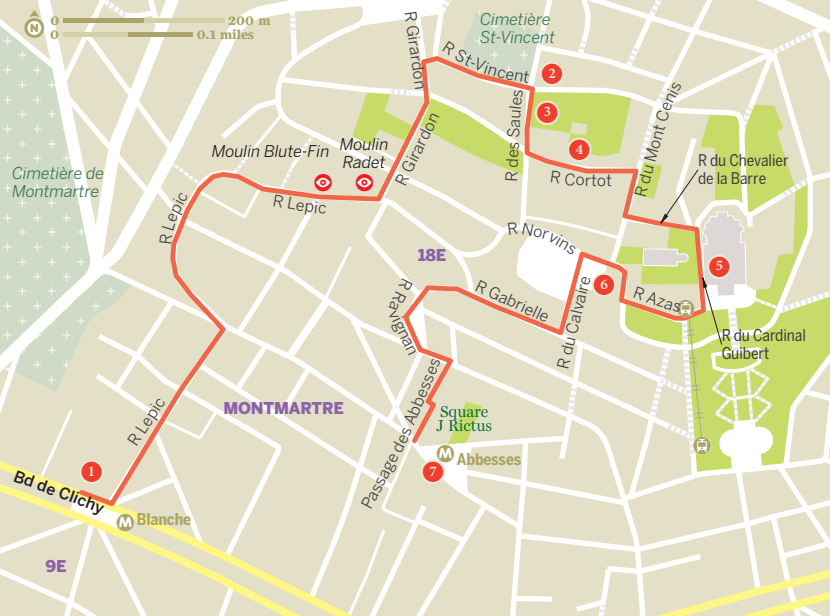 N
0 200 m
0 0.1 miles
Cimetière
St-Vincent
R Girardon
R St-Vincent
2
3
R des Saules
4
R du Mont Cenis
R Cortot
R du Chevalier
de la Barre
Moulin Blute-Fin
Moulin
Radet
R Girardon
Cimetière de
Montmartre
R Lepic
R Lepic
18E
R Norvins
5
6
R Azas
R Gabrielle
R du Calvaire
R Ravignan
R du Cardinal
Guibert
MONTMARTRE
R Lepic
Passage des Abbesses
Square
J Rictus
M Abbesses
7
1
Bd de Clichy
M Blanche
9E